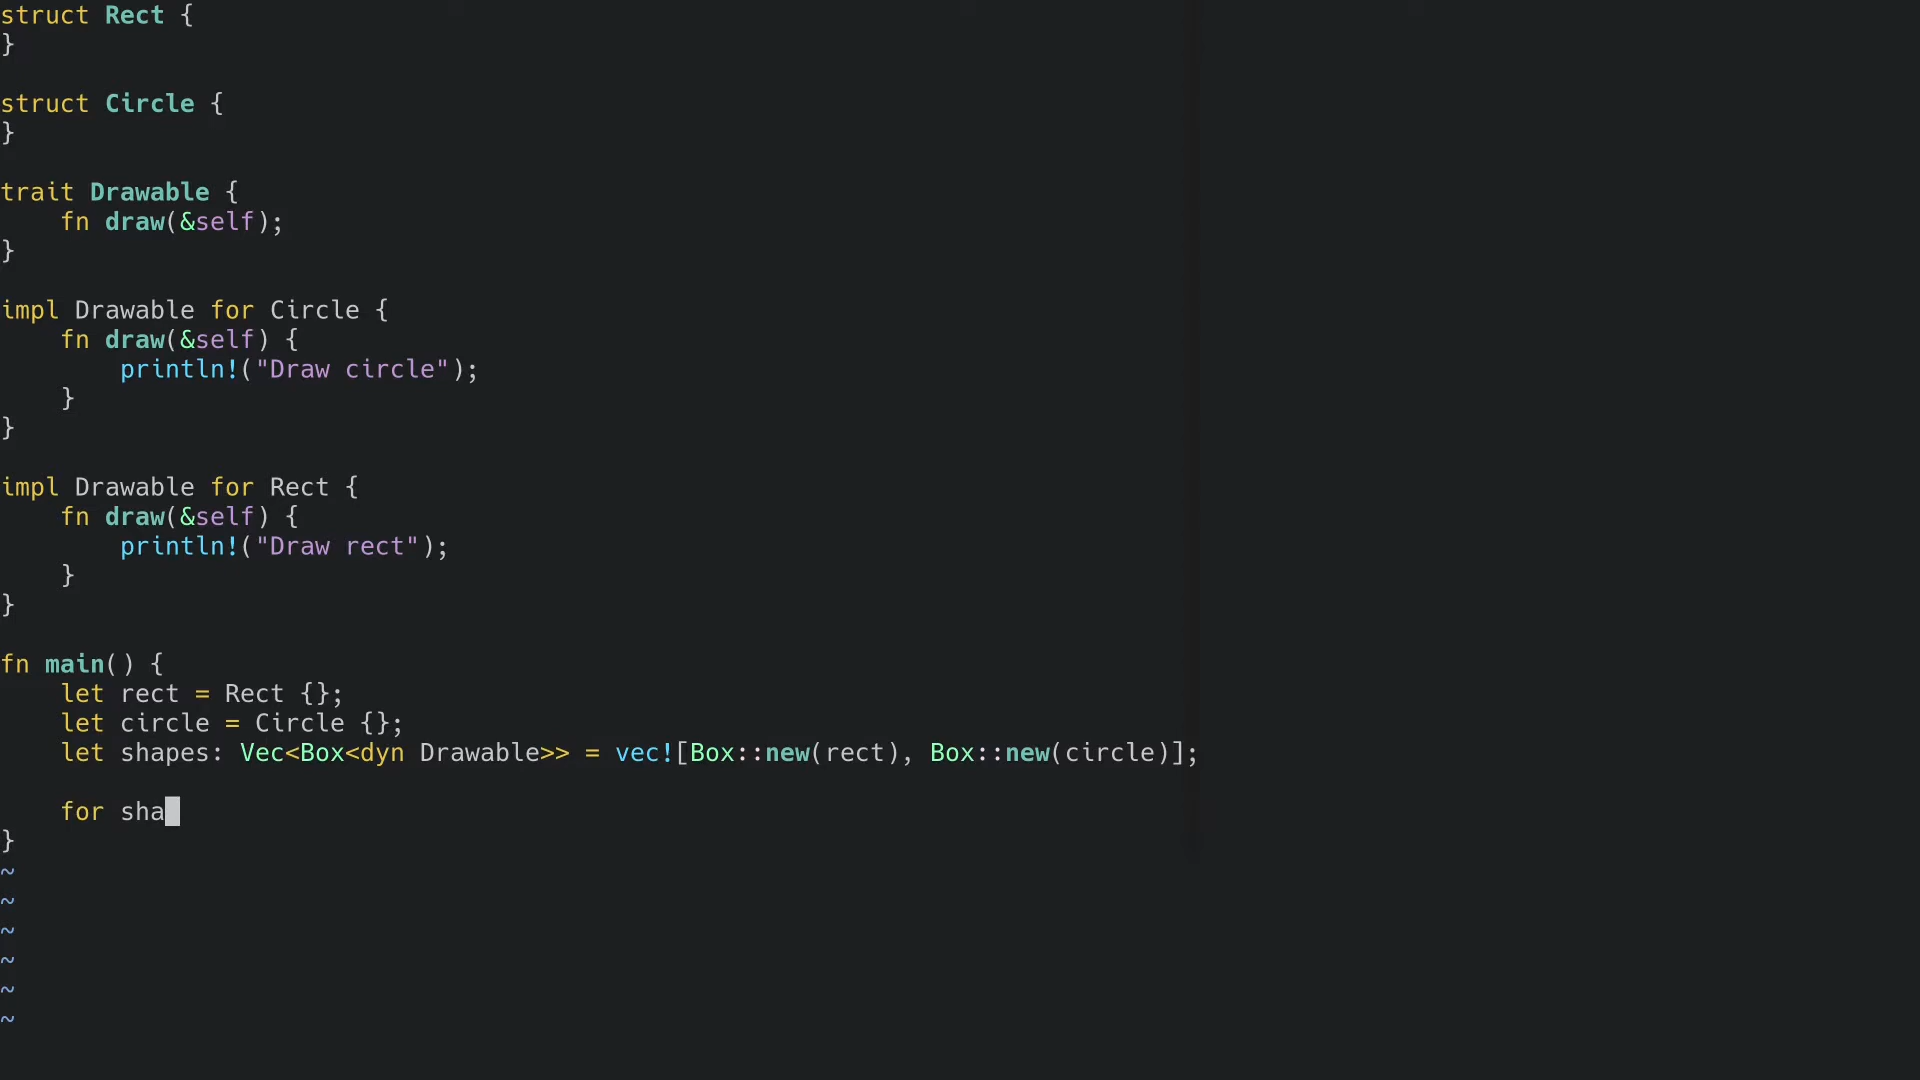 struct Rect {
}
struct Circle {
}
trait Drawable {
    fn draw(&self);
}
impl Drawable for Circle {
    fn draw(&self) {
        println!("Draw circle");
    }
}
impl Drawable for Rect {
    fn draw(&self) {
        println!("Draw rect");
    }
}
fn main() {
    let rect = Rect {};
    let circle = Circle {};
    let shapes: Vec<Box<dyn Drawable>> = vec![Box::new(rect), Box::new(circle)];
    for sha
}
~
~
~
~
~
~